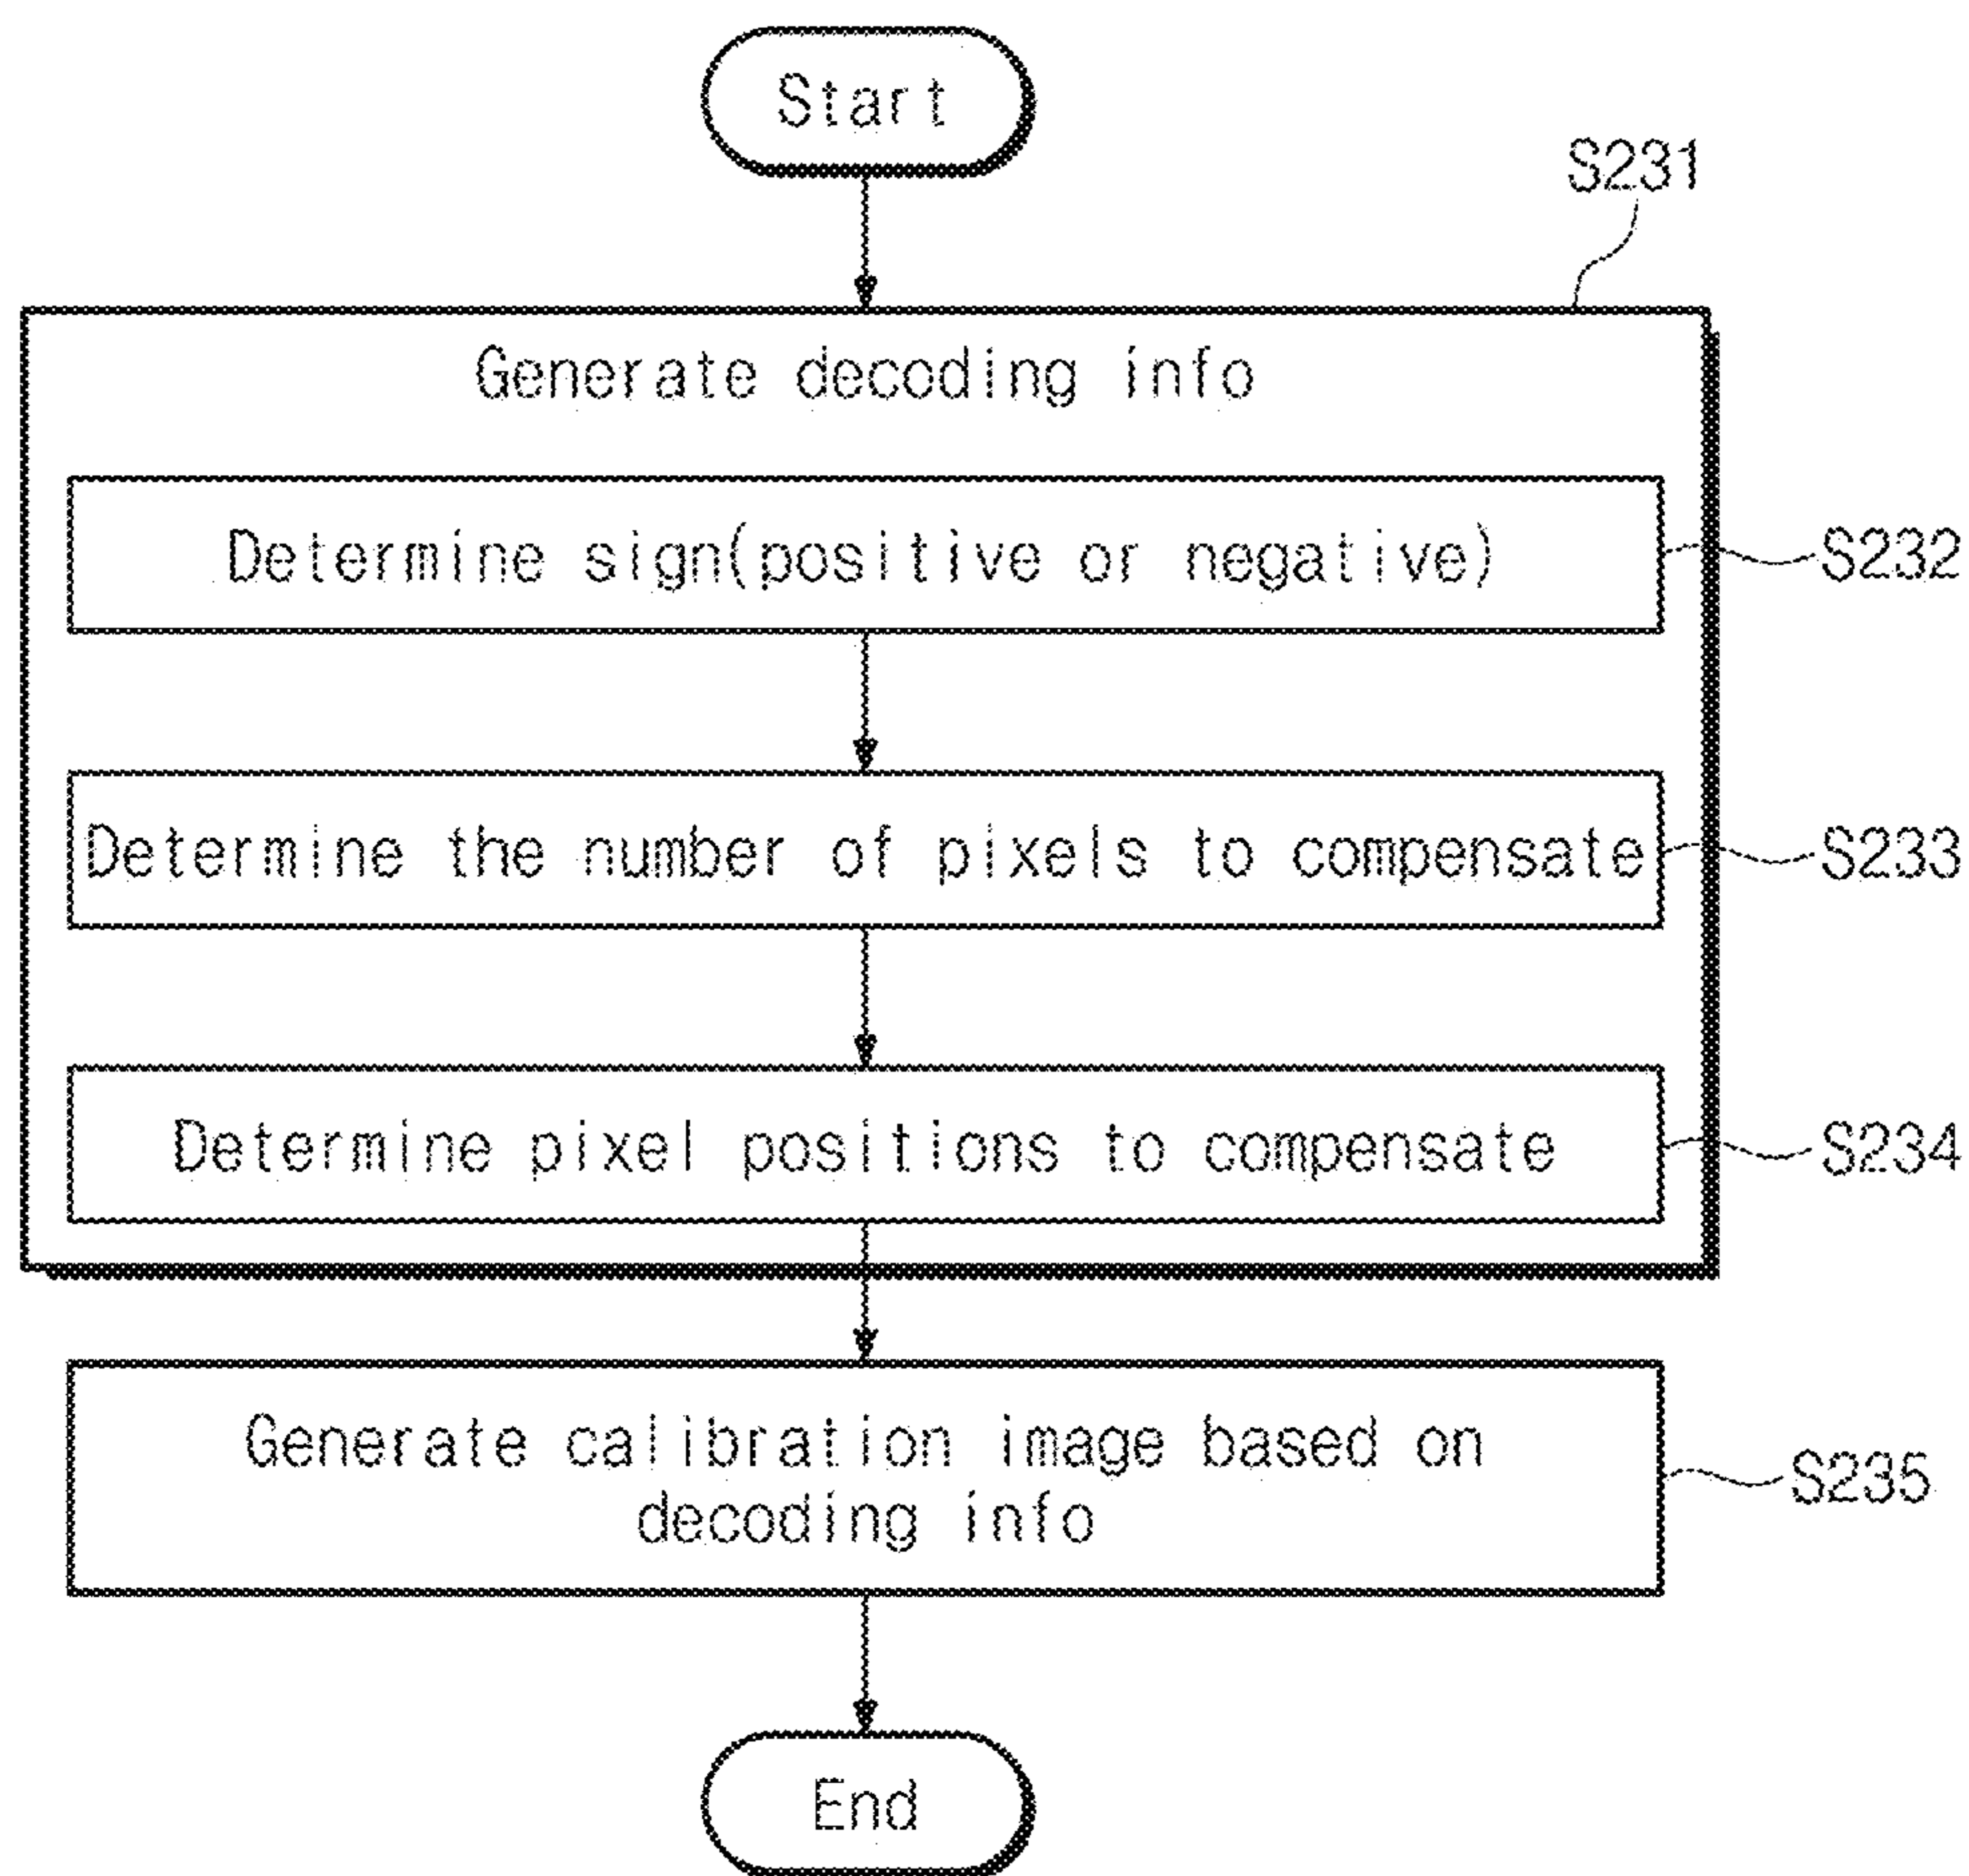 Start
S231
Generate decoding info
Determine sign(positive or negative)
S232
Determine the number of pixels to compensate
S233
Determine pixel positions to compensate
S234
Generate calibration image based on
decoding info
S235
End